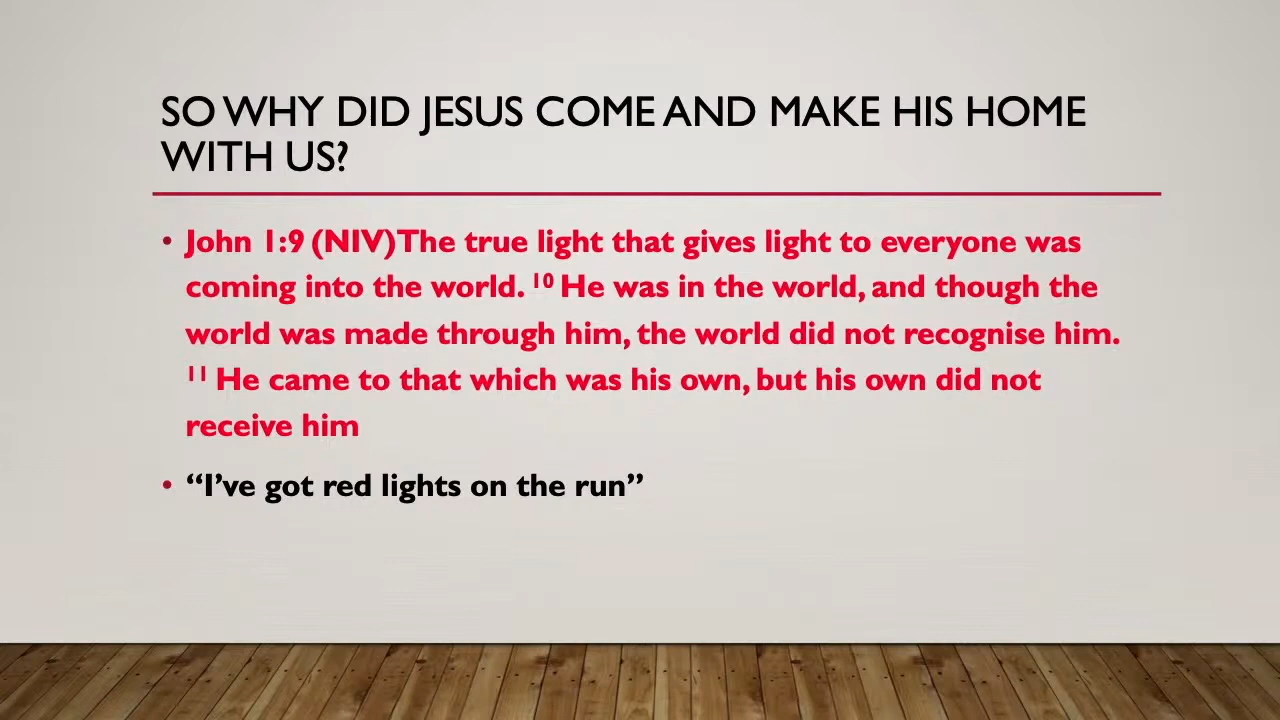 SO WHY DID JESUS COME AND MAKE HIS HOME
WITH US?
• John 1:9 (NIV)The true light that gives light to everyone was
coming into the world. ¹⁰ He was in the world, and though the
world was made through him, the world did not recognise him.
¹¹ He came to that which was his own, but his own did not
receive him
• “I’ve got red lights on the run”